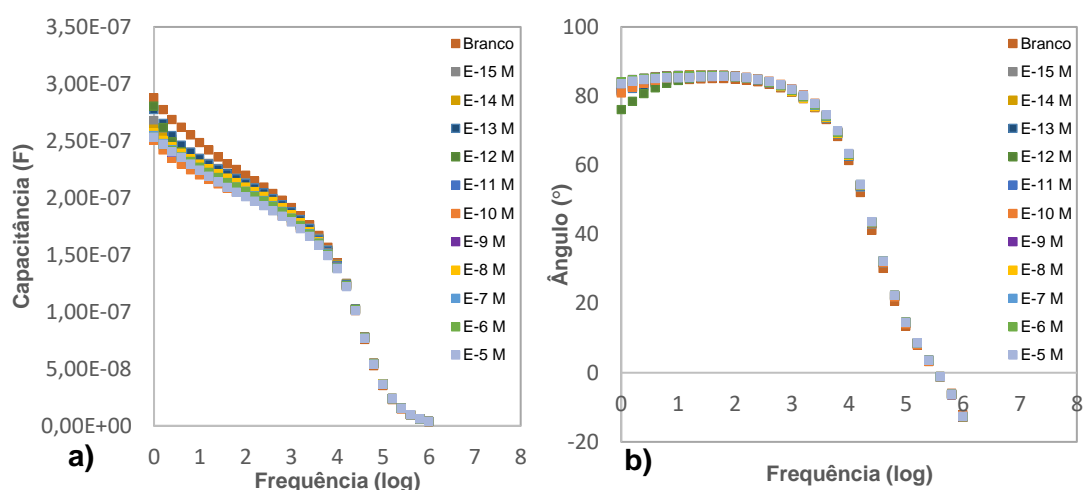 Capacitância (F)
3,50E-07
3,00E-07
2,50E-07
2,00E-07
1,50E-07
1,00E-07
5,00E-08
0,00E+00
0 1 2 3 4 5 6 7 8
Frequência (log)
a)
Branco
E-15 M
E-14 M
E-13 M
E-12 M
E-11 M
E-10 M
E-9 M
E-8 M
E-7 M
E-6 M
E-5 M
Ângulo (°)
100
80
60
40
20
0
-20
0 1 2 3 4 5 6 7 8
Frequência (log)
b)
Branco
E-15 M
E-14 M
E-13 M
E-12 M
E-11 M
E-10 M
E-9 M
E-8 M
E-7 M
E-6 M
E-5 M